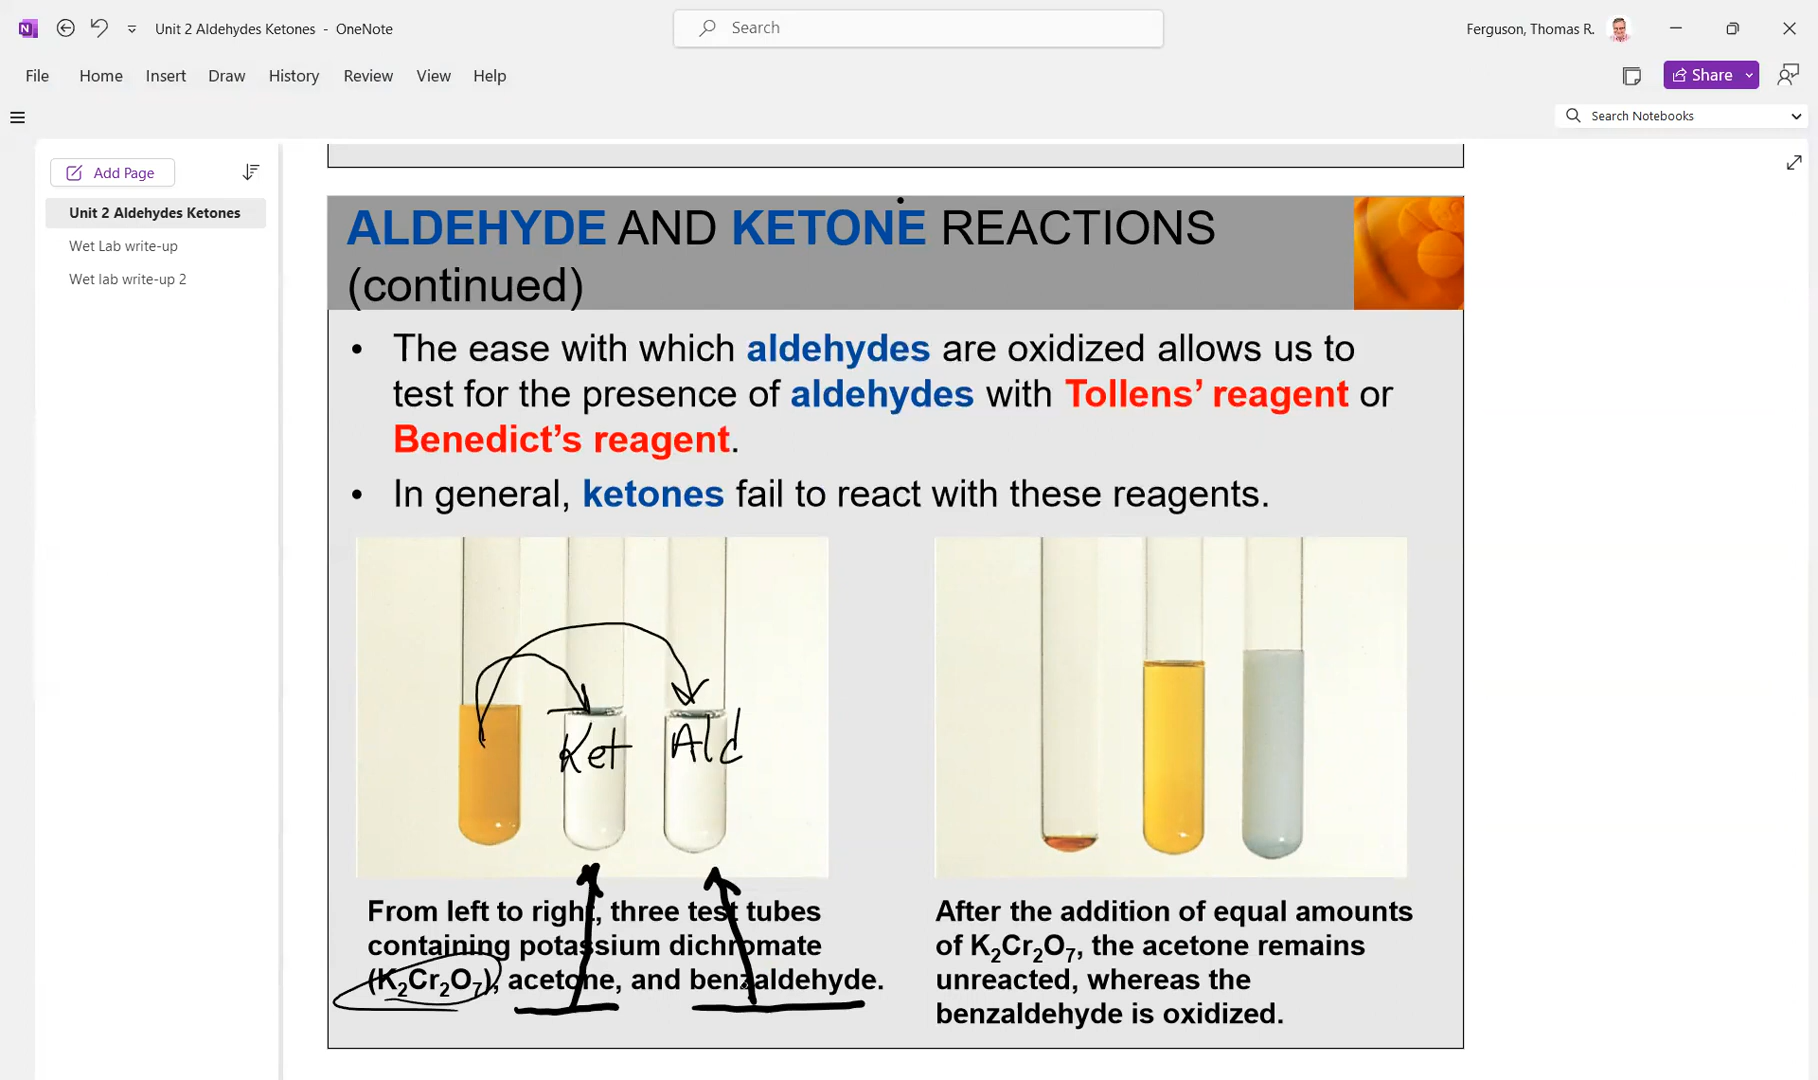 Unit 2 Aldehydes Ketones - OneNote
Search
Ferguson, Thomas R.
File Home Insert Draw History Review View Help
Share
Search Notebooks
Add Page
Unit 2 Aldehydes Ketones
Wet Lab write-up
Wet lab write-up 2
ALDEHYDE AND KETONE REACTIONS
(continued)
• The ease with which aldehydes are oxidized allows us to
test for the presence of aldehydes with Tollens’ reagent or
Benedict’s reagent.
• In general, ketones fail to react with these reagents.
Ket Ald
From left to right, three test tubes
containing potassium dichromate
(K₂Cr₂O₇), acetone, and benzaldehyde.
After the addition of equal amounts
of K₂Cr₂O₇, the acetone remains
unreacted, whereas the
benzaldehyde is oxidized.